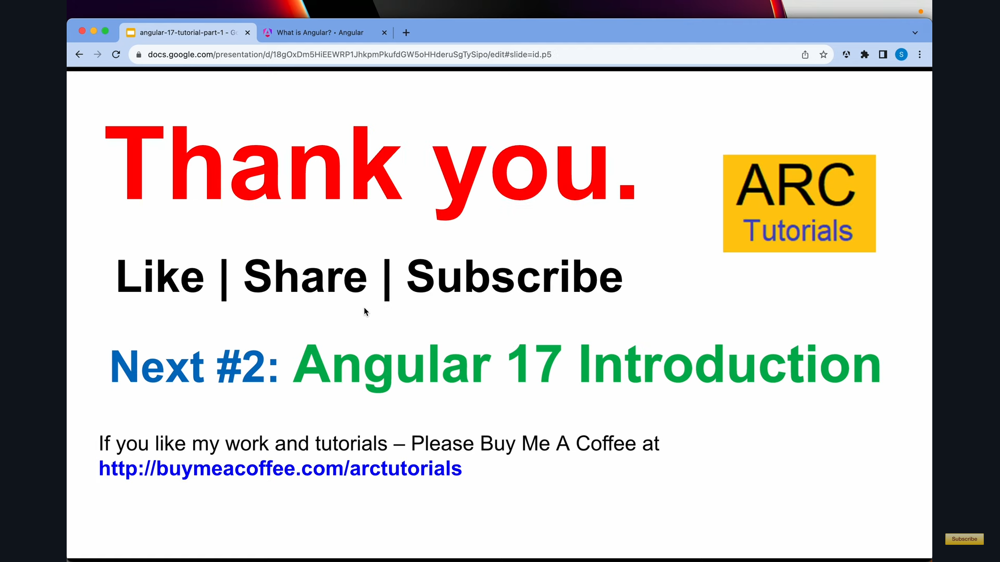 angular-17-tutorial-part-1 - Go
What is Angular? • Angular
docs.google.com/presentation/d/18gOxDm5HiEEWRP1JhkpmPkufdGW5oHHderuSgTySipo/edit#slide=id.p5
S
Thank you.
ARC
Tutorials
Like | Share | Subscribe
Next #2: Angular 17 Introduction
If you like my work and tutorials – Please Buy Me A Coffee at
http://buymeacoffee.com/arctutorials
Subscribe